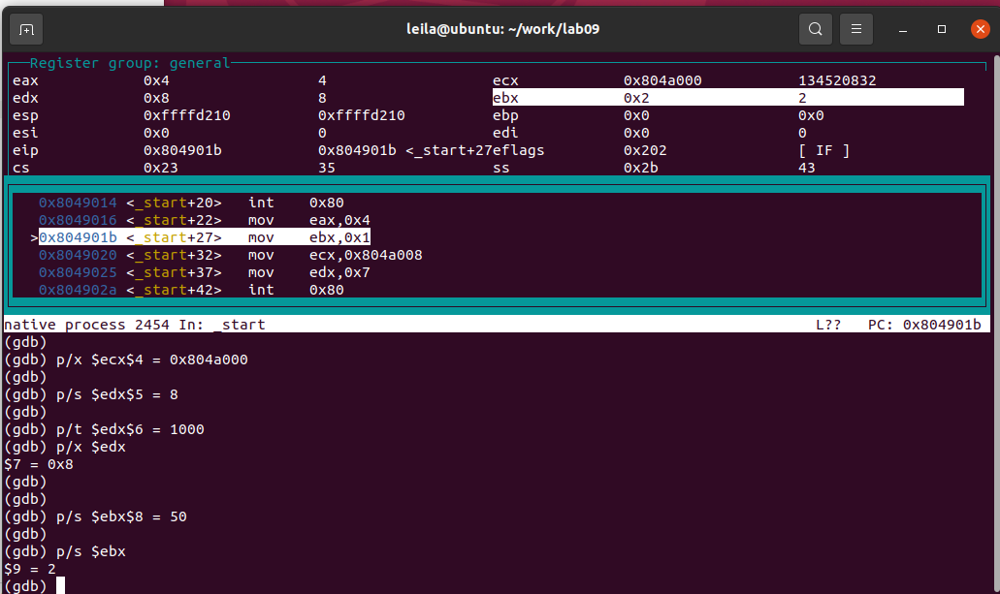 leila@ubuntu: ~/work/lab09
Register group: general
eax 0x4 4 ecx 0x804a000 134520832
edx 0x8 8 ebx 0x2 2
esp 0xffffd210 0xffffd210 ebp 0x0 0x0
esi 0x0 0 edi 0x0 0
eip 0x804901b 0x804901b <_start+27eflags 0x202 [ IF ]
cs 0x23 35 ss 0x2b 43
0x8049014 <_start+20> int 0x80
0x8049016 <_start+22> mov eax,0x4
>0x804901b <_start+27> mov ebx,0x1
0x8049020 <_start+32> mov ecx,0x804a008
0x8049025 <_start+37> mov edx,0x7
0x804902a <_start+42> int 0x80
native process 2454 In: _start L?? PC: 0x804901b
(gdb)
(gdb) p/x $ecx$4 = 0x804a000
(gdb)
(gdb) p/s $edx$5 = 8
(gdb)
(gdb) p/t $edx$6 = 1000
(gdb) p/x $edx
$7 = 0x8
(gdb)
(gdb)
(gdb) p/s $ebx$8 = 50
(gdb)
(gdb) p/s $ebx
$9 = 2
(gdb)